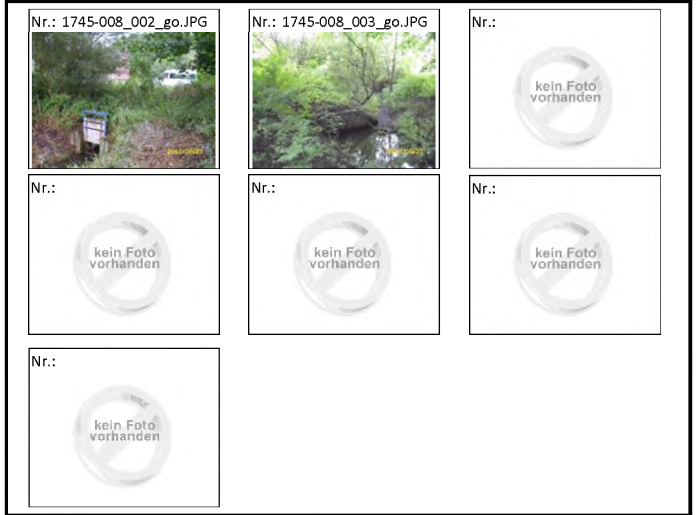 Nr.: 1745-008_002_go.JPG
Nr.: 1745-008_003_go.JPG
Nr.:
kein Foto
vorhanden
Nr.:
kein Foto
vorhanden
Nr.:
kein Foto
vorhanden
Nr.:
kein Foto
vorhanden
Nr.:
kein Foto
vorhanden